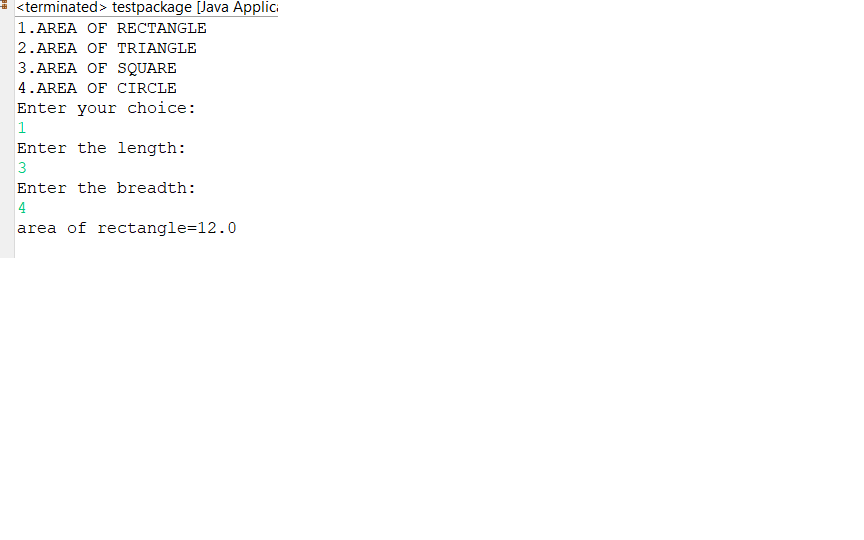 <terminated> testpackage [Java Applic
1.AREA OF RECTANGLE
2.AREA OF TRIANGLE
3.AREA OF SQUARE
4.AREA OF CIRCLE
Enter your choice:
1
Enter the length:
3
Enter the breadth:
4
area of rectangle=12.0